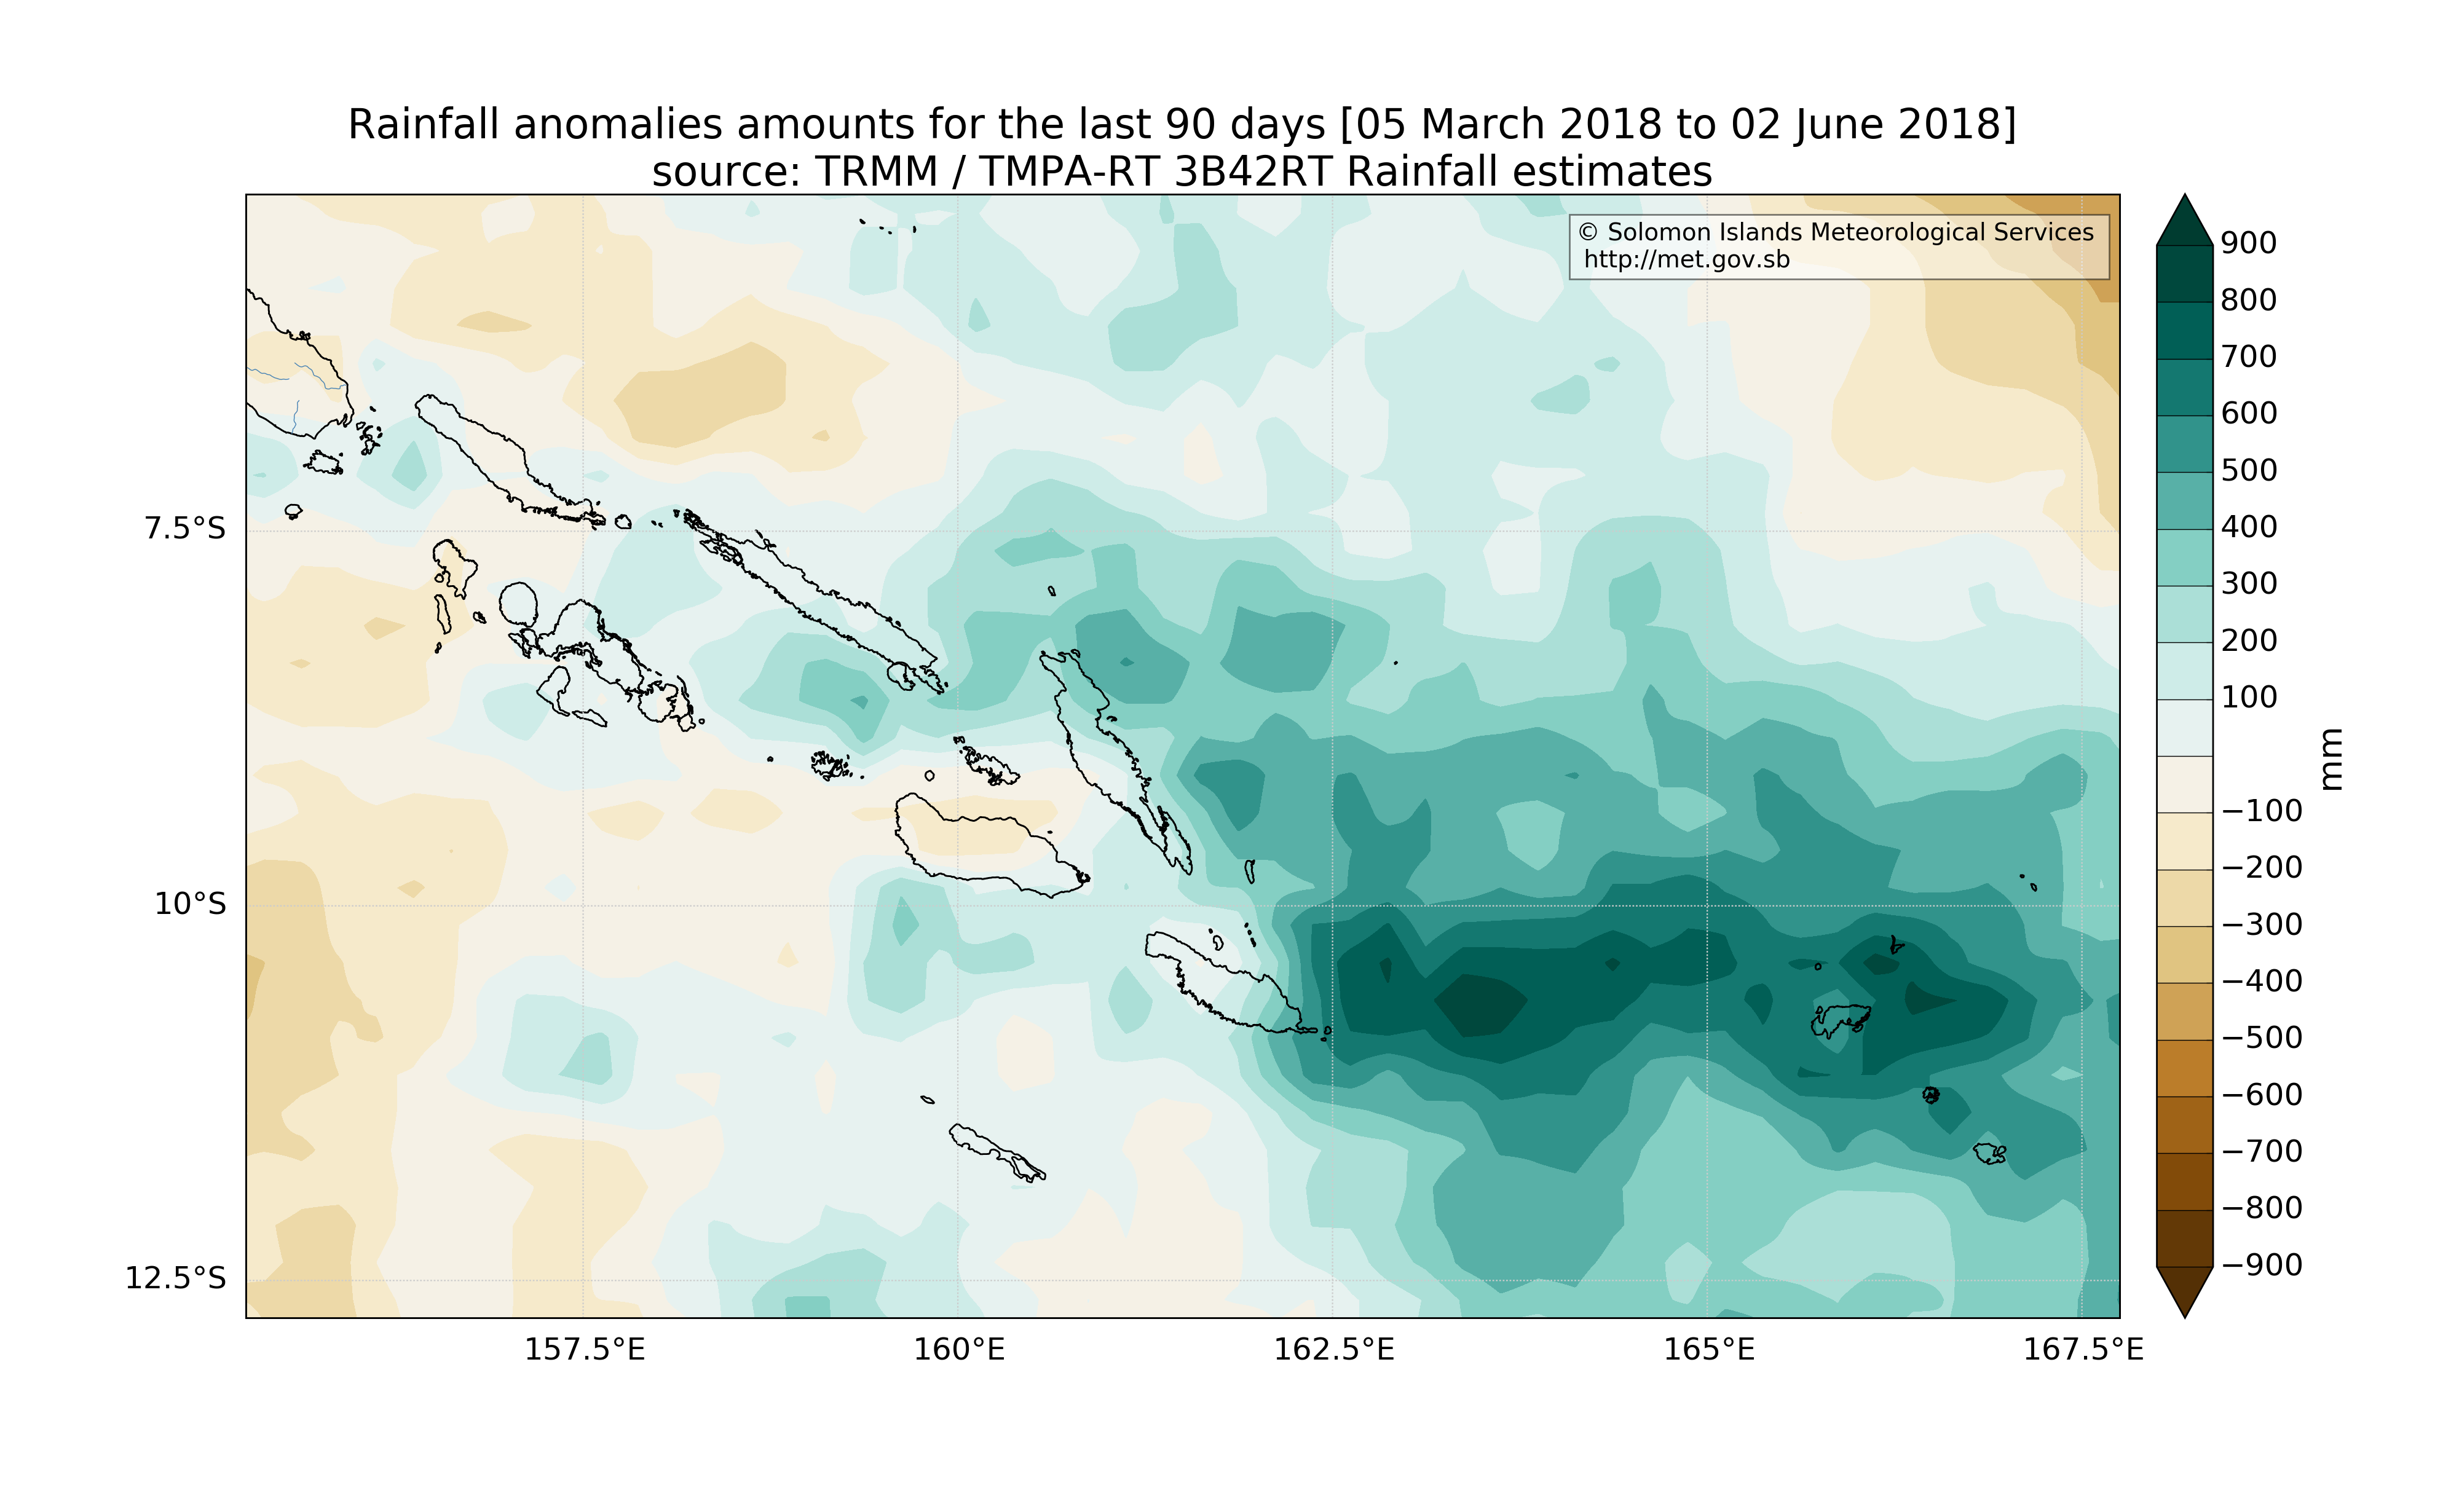 Rainfall anomalies amounts for the last 90 days [05 March 2018 to 02 June 2018]
source: TRMM / TMPA-RT 3B42RT Rainfall estimates
© Solomon Islands Meteorological Services
http://met.gov.sb
7.5°S
10°S
12.5°S
157.5°E
160°E
162.5°E
165°E
167.5°E
900
800
700
600
500
400
300
200
100
−100
−200
−300
−400
−500
−600
−700
−800
−900
mm